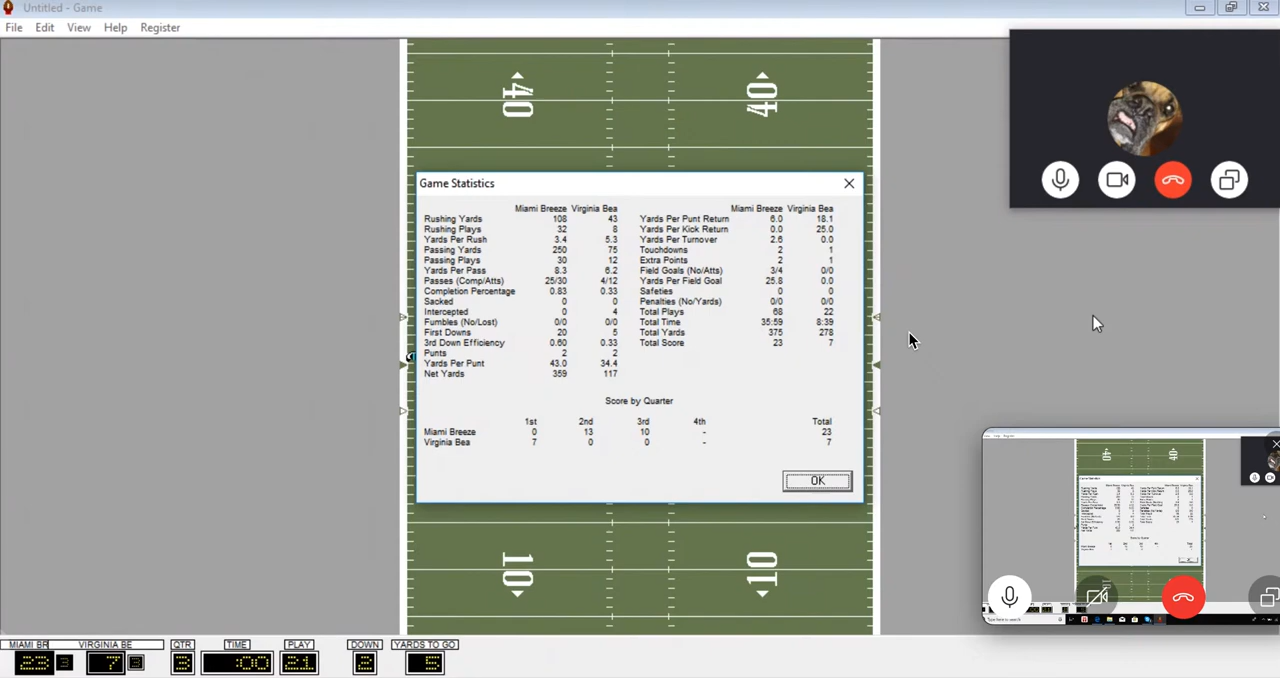 Untitled - Game
File Edit View Help Register
40 40
Game Statistics
Miami Breeze Virginia Bea Miami Breeze Virginia Bea
Rushing Yards 108 43 Yards Per Punt Return 6.0 18.1
Rushing Plays 32 8 Yards Per Kick Return 0.0 25.0
Yards Per Rush 3.4 5.3 Yards Per Turnover 2.6 0.0
Passing Yards 250 75 Touchdowns 2 1
Passing Plays 30 12 Extra Points 2 1
Yards Per Pass 8.3 6.2 Field Goals (No/Atts) 3/4 0/0
Passes (Comp/Atts) 25/30 4/12 Yards Per Field Goal 25.8 0.0
Completion Percentage 0.83 0.33 Safeties 0 0
Sacked 0 0 Penalties (No/Yards) 0/0 0/0
Intercepted 0 4 Total Plays 68 22
Fumbles (No/Lost) 0/0 0/0 Total Time 35:59 8:39
First Downs 20 5 Total Yards 375 278
3rd Down Efficiency 0.60 0.33 Total Score 23 7
Punts 2 2
Yards Per Punt 43.0 34.4
Net Yards 359 117
Score by Quarter
1st 2nd 3rd 4th Total
Miami Breeze 0 13 10 - 23
Virginia Bea 7 0 0 - 7
OK
10 10
MIAMI BR VIRGINIA BE QTR TIME PLAY DOWN YARDS TO GO
23 3 7 3 3 :00 21 2 5